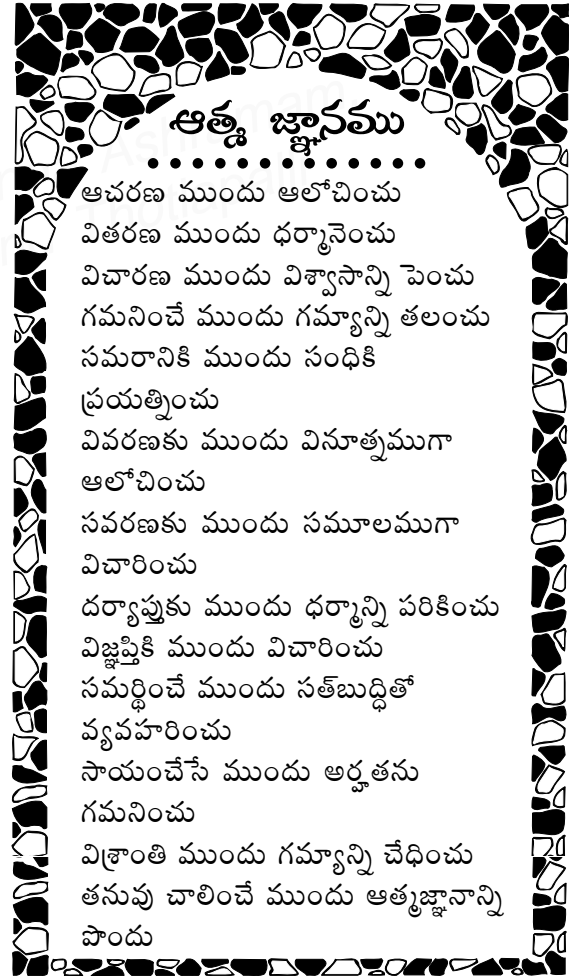 ఆత్మ జ్ఞానము
ఆచరణ ముందు ఆలోచించు
వితరణ ముందు ధర్మానెంచు
విచారణ ముందు విశ్వాసాన్ని పెంచు
గమనించే ముందు గమ్యాన్ని తలంచు
సమరానికి ముందు సంధికి
ప్రయత్నించు
వివరణకు ముందు వినూత్నముగా
ఆలోచించు
సవరణకు ముందు సమూలముగా
విచారించు
దర్యాప్తుకు ముందు ధర్మాన్ని పరికించు
విజ్ఞప్తికి ముందు విచారించు
సమర్థించే ముందు సత్‌బుద్ధితో
వ్యవహరించు
సాయంచేసే ముందు అర్హతను
గమనించు
విశ్రాంతి ముందు గమ్యాన్ని చేధించు
తనువు చాలించే ముందు ఆత్మజ్ఞానాన్ని
పొందు